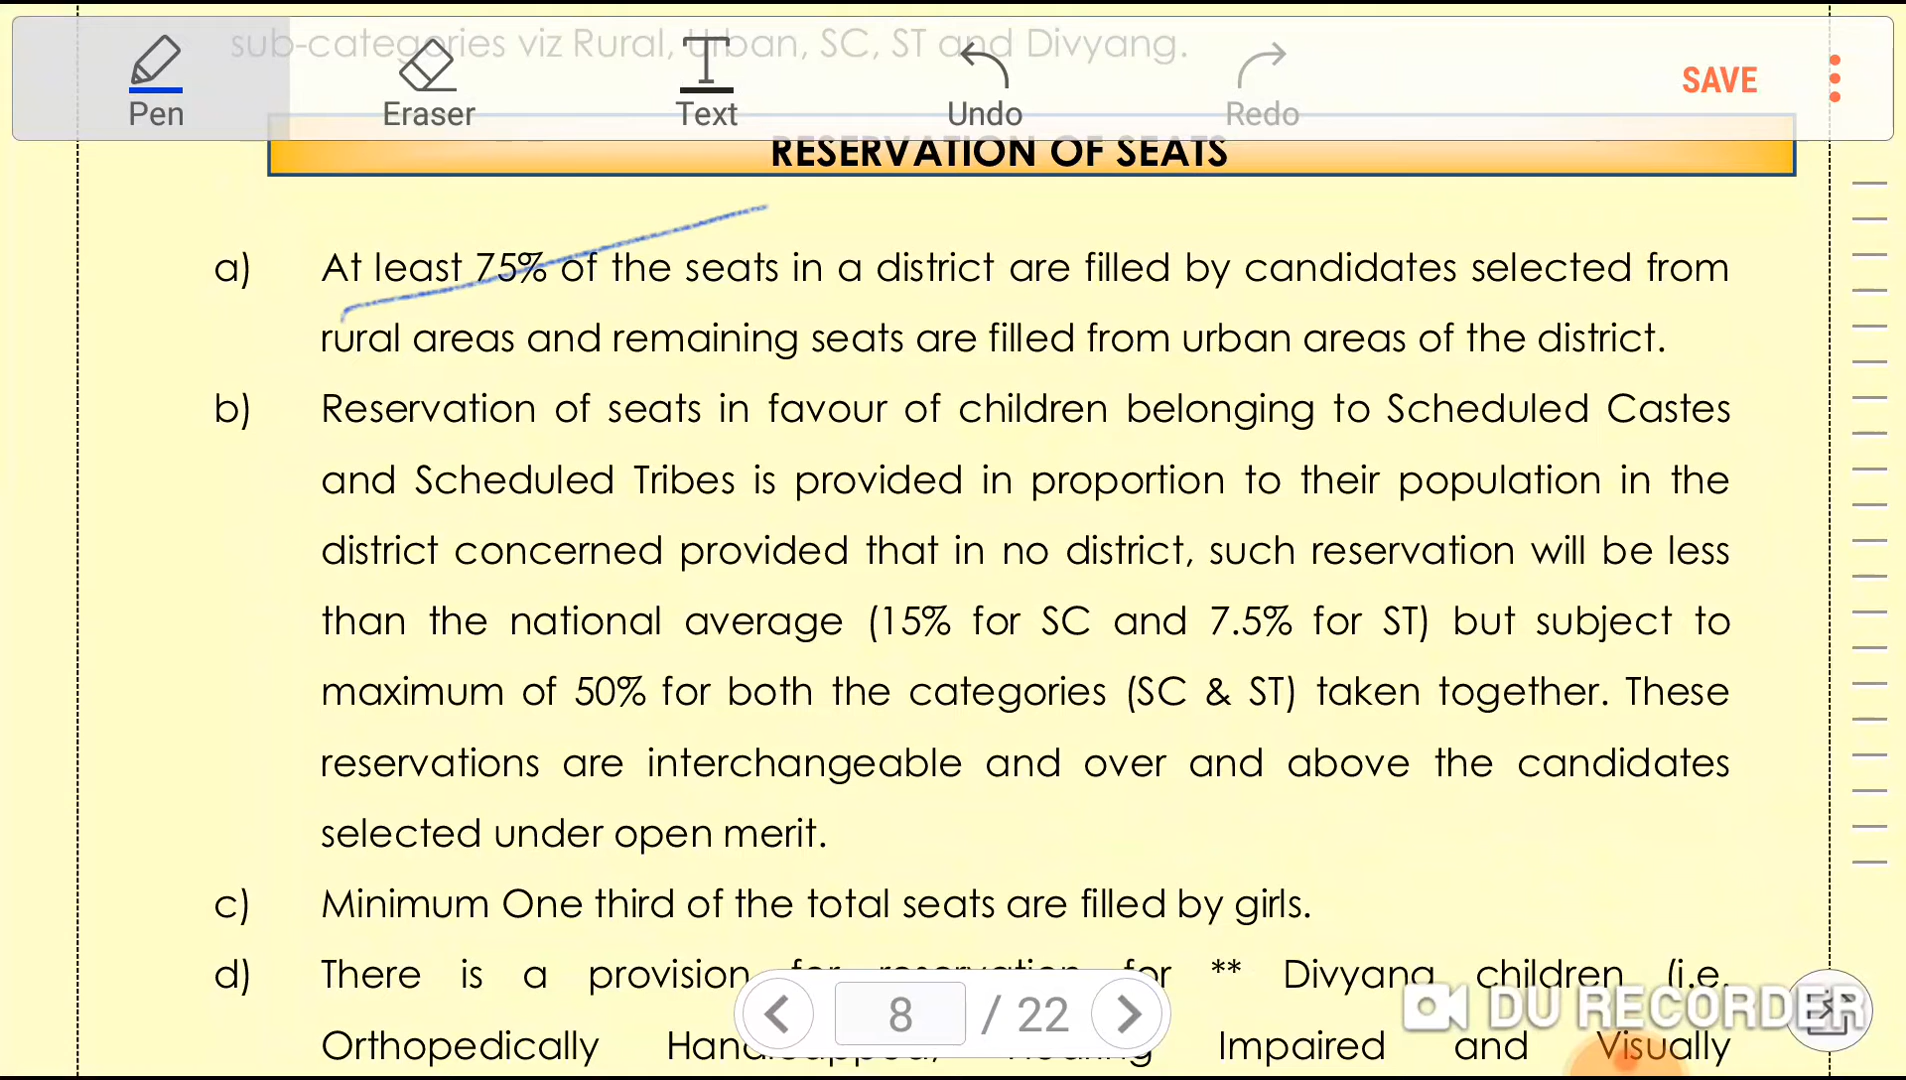 sub-categories viz Rural, Urban, SC, ST and Divyang.
Pen
Eraser
Text
Undo
Redo
SAVE
RESERVATION OF SEATS
a) At least 75% of the seats in a district are filled by candidates selected from
rural areas and remaining seats are filled from urban areas of the district.
b) Reservation of seats in favour of children belonging to Scheduled Castes
and Scheduled Tribes is provided in proportion to their population in the
district concerned provided that in no district, such reservation will be less
than the national average (15% for SC and 7.5% for ST) but subject to
maximum of 50% for both the categories (SC & ST) taken together. These
reservations are interchangeable and over and above the candidates
selected under open merit.
c) Minimum One third of the total seats are filled by girls.
d) There is a provision for reservation for ** Divyang children (i.e.
Orthopedically Handicapped, Hearing Impaired and Visually
8 / 22
DU RECORDER